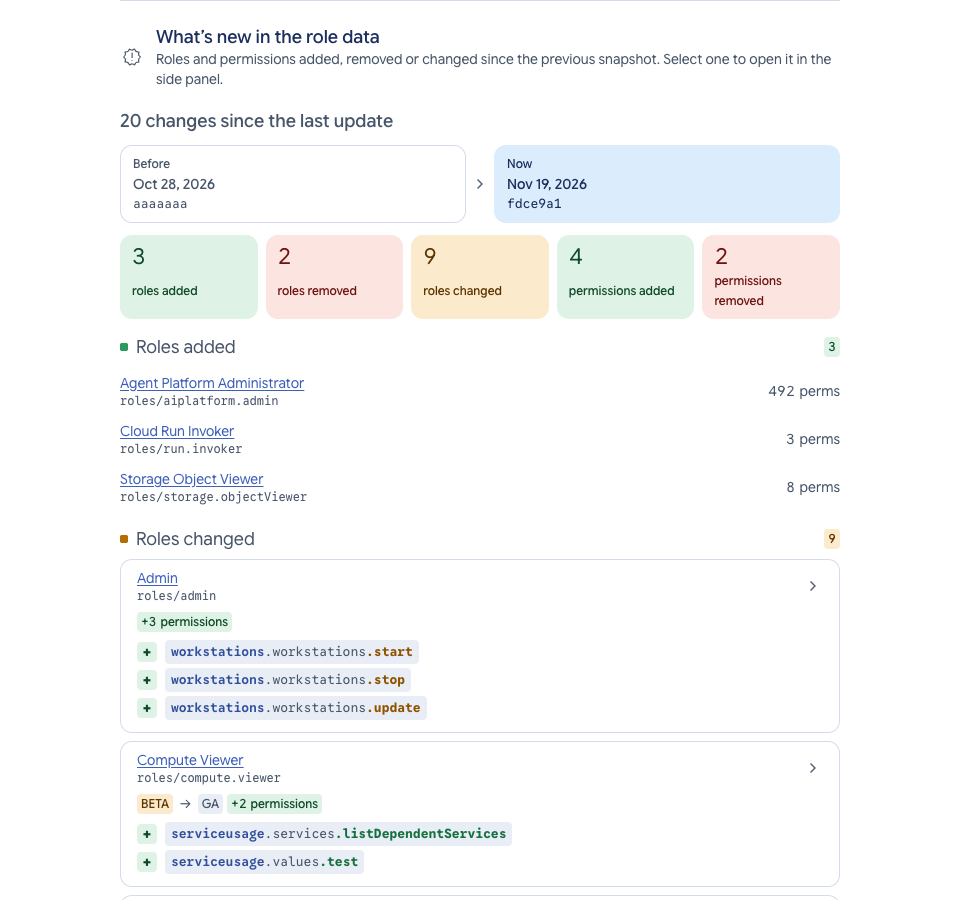 What's new in the role data
Roles and permissions added, removed or changed since the previous snapshot. Select one to open it in the
side panel.
20 changes since the last update
Before
Oct 28, 2026
aaaaaaa
Now
Nov 19, 2026
fdce9a1
3
roles added
2
roles removed
9
roles changed
4
permissions added
2
permissions
removed
Roles added
3
Agent Platform Administrator
roles/aiplatform.admin
492 perms
Cloud Run Invoker
roles/run.invoker
3 perms
Storage Object Viewer
roles/storage.objectViewer
8 perms
Roles changed
9
Admin
roles/admin
+3 permissions
+ workstations.workstations.start
+ workstations.workstations.stop
+ workstations.workstations.update
Compute Viewer
roles/compute.viewer
BETA → GA +2 permissions
+ serviceusage.services.listDependentServices
+ serviceusage.values.test